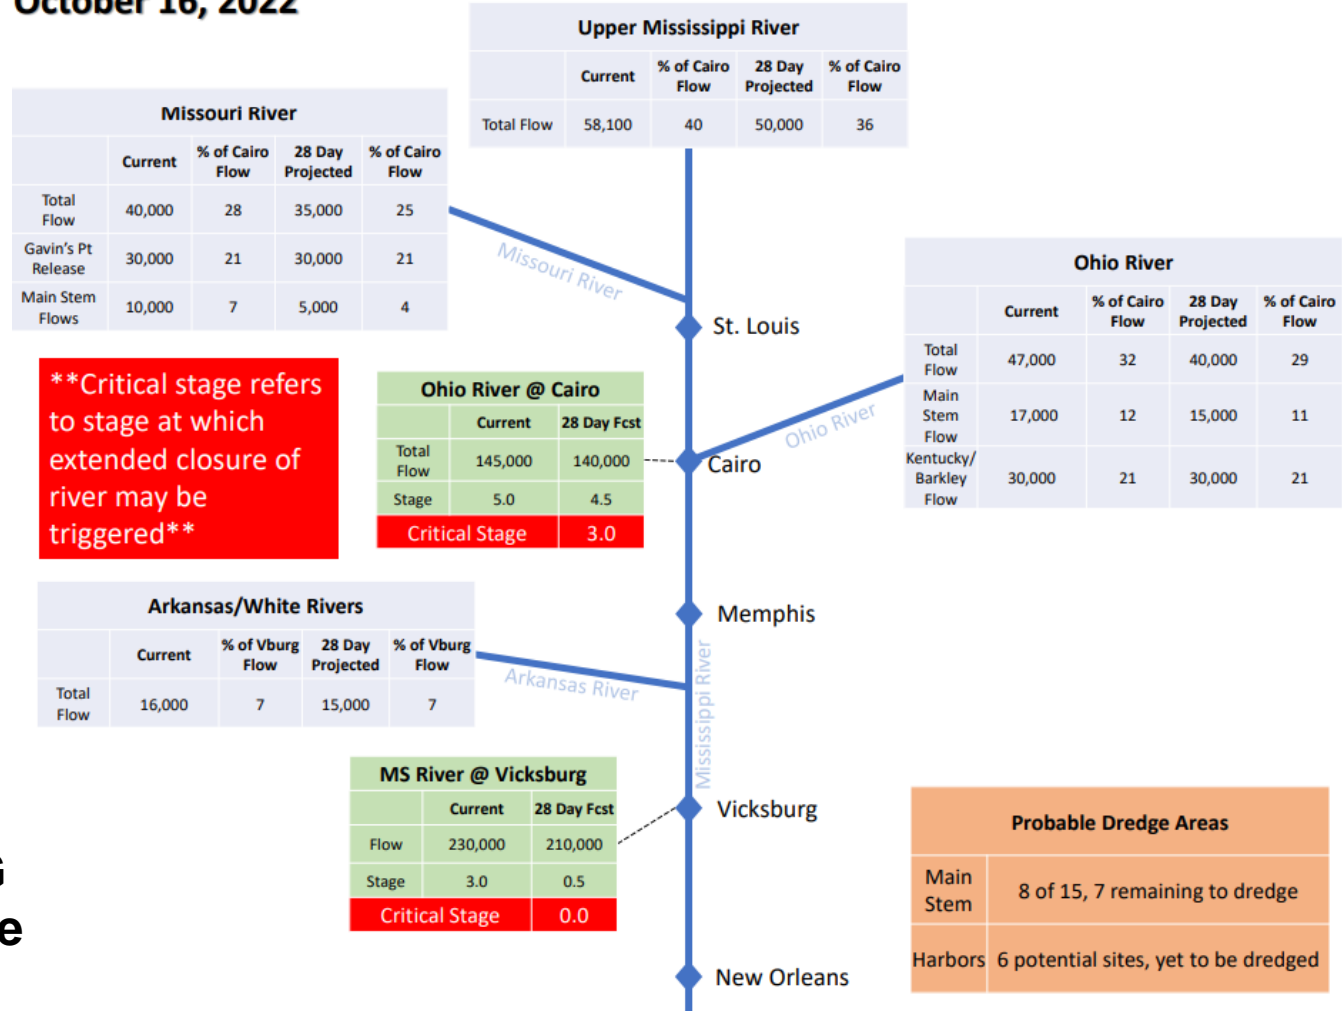 October 16, 2022
Upper Mississippi River
Current % of Cairo Flow 28 Day Projected % of Cairo Flow
Total Flow 58,100 40 50,000 36
Missouri River
Current % of Cairo Flow 28 Day Projected % of Cairo Flow
Total Flow 40,000 28 35,000 25
Gavin's Pt Release 30,000 21 30,000 21
Main Stem Flows 10,000 7 5,000 4
Missouri River
St. Louis
Ohio River
Current % of Cairo Flow 28 Day Projected % of Cairo Flow
Total Flow 47,000 32 40,000 29
Main Stem Flow 17,000 12 15,000 11
Kentucky/ Barkley Flow 30,000 21 30,000 21
Ohio River
**Critical stage refers
to stage at which
extended closure of
river may be
triggered**
Ohio River @ Cairo
Current 28 Day Fcst
Total Flow 145,000 140,000
Stage 5.0 4.5
Critical Stage 3.0
Cairo
Memphis
Arkansas/White Rivers
Current % of Vburg Flow 28 Day Projected % of Vburg Flow
Total Flow 16,000 7 15,000 7
Arkansas River
Mississippi River
MS River @ Vicksburg
Current 28 Day Fcst
Flow 230,000 210,000
Stage 3.0 0.5
Critical Stage 0.0
Vicksburg
Probable Dredge Areas
Main Stem 8 of 15, 7 remaining to dredge
Harbors 6 potential sites, yet to be dredged
New Orleans